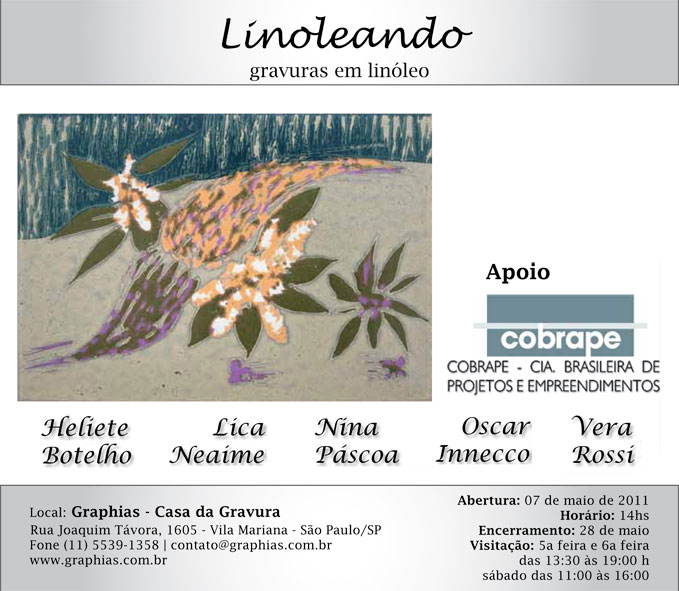 Linoleando
gravuras em linóleo
Apoio
cobrape
COBRAPE - CIA. BRASILEIRA DE
PROJETOS E EMPREENDIMENTOS
Heliete
Botelho
Lica
Neaime
Nina
Páscoa
Oscar
Innecco
Vera
Rossi
Local: Graphias - Casa da Gravura
Rua Joaquim Távora, 1605 - Vila Mariana - São Paulo/SP
Fone (11) 5539-1358 | contato@graphias.com.br
www.graphias.com.br
Abertura: 07 de maio de 2011
Horário: 14hs
Encerramento: 28 de maio
Visitação: 5a feira e 6a feira
das 13:30 às 19:00 h
sábado das 11:00 às 16:00